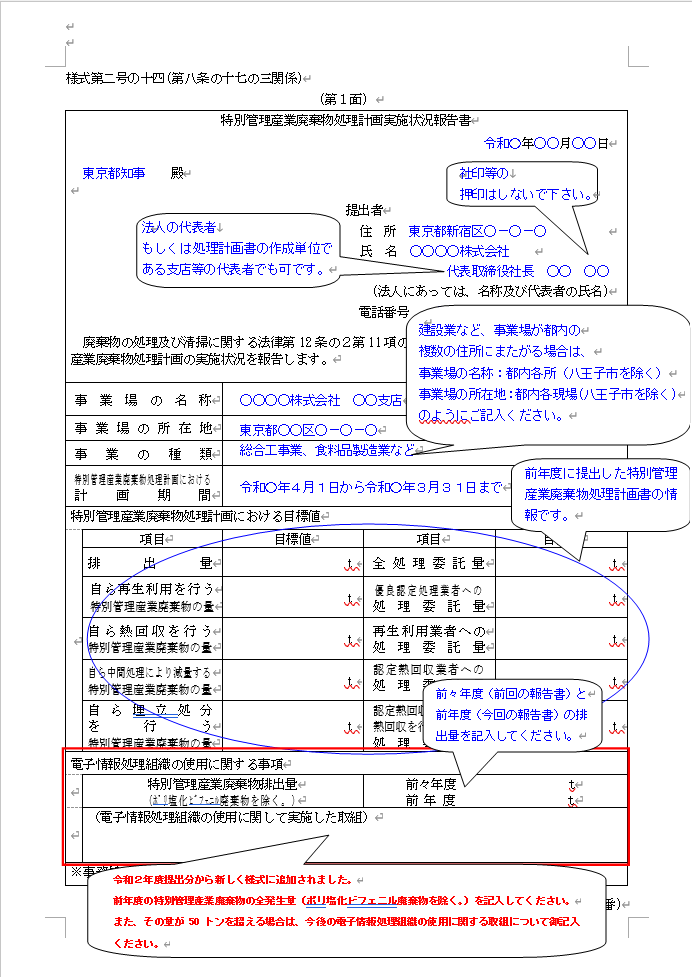 様式第二号の十四(第八条の十七の三関係)
(第１面)
特別管理産業廃棄物処理計画実施状況報告書
令和〇年〇〇月〇〇日
東京都知事　殿
社印等の
押印はしないで下さい。
提出者
法人の代表者
もしくは処理計画書の作成単位で
ある支店等の代表者でも可です。
住　所　東京都新宿区〇－〇－〇
氏　名　〇〇〇〇株式会社
代表取締役社長　〇〇　〇〇
(法人にあっては、名称及び代表者の氏名)
電話番号
建設業など、事業場が都内の
複数の住所にまたがる場合は、
事業場の名称：都内各所（八王子市を除く）
事業場の所在地：都内各現場(八王子市を除く)
のようにご記入ください。
廃棄物の処理及び清掃に関する法律第12条の２第11項の
産業廃棄物処理計画の実施状況を報告します。
事業場の名称　〇〇〇〇株式会社　〇〇支店
事業場の所在地　東京都〇〇区〇－〇－〇
事業の種類　総合工事業、食料品製造業など
特別管理産業廃棄物処理計画における
計画期間　令和〇年４月１日から令和〇年３月３１日まで
前年度に提出した特別管理
産業廃棄物処理計画書の情
報です。
特別管理産業廃棄物処理計画における目標値
項目　目標値　項目
排出量　t　全処理委託量　t
自ら再生利用を行う
特別管理産業廃棄物の量　t
優良認定処理業者への
処理委託量　t
自ら熱回収を行う
特別管理産業廃棄物の量　t
再生利用業者への
処理委託量　t
自ら中間処理により減量する
特別管理産業廃棄物の量　t
認定熱回収業者への
処理委　t
自ら埋立処分
を行う
特別管理産業廃棄物の量　t
認定熱回収
熱回収を行
処理　t
前々年度（前回の報告書）と
前年度（今回の報告書）の排
出量を記入してください。
電子情報処理組織の使用に関する事項
特別管理産業廃棄物排出量
(ﾎﾟﾘ塩化ﾋﾞﾌｪﾆﾙ廃棄物を除く。)
前々年度　t
前年度　t
(電子情報処理組織の使用に関して実施した取組)
※事務
令和２年度提出分から新しく様式に追加されました。
前年度の特別管理産業廃棄物の全発生量（ポリ塩化ビフェニル廃棄物を除く。）を記入してください。
また、その量が50 トンを超える場合は、今後の電子情報処理組織の使用に関する取組について御記入
ください。
番)